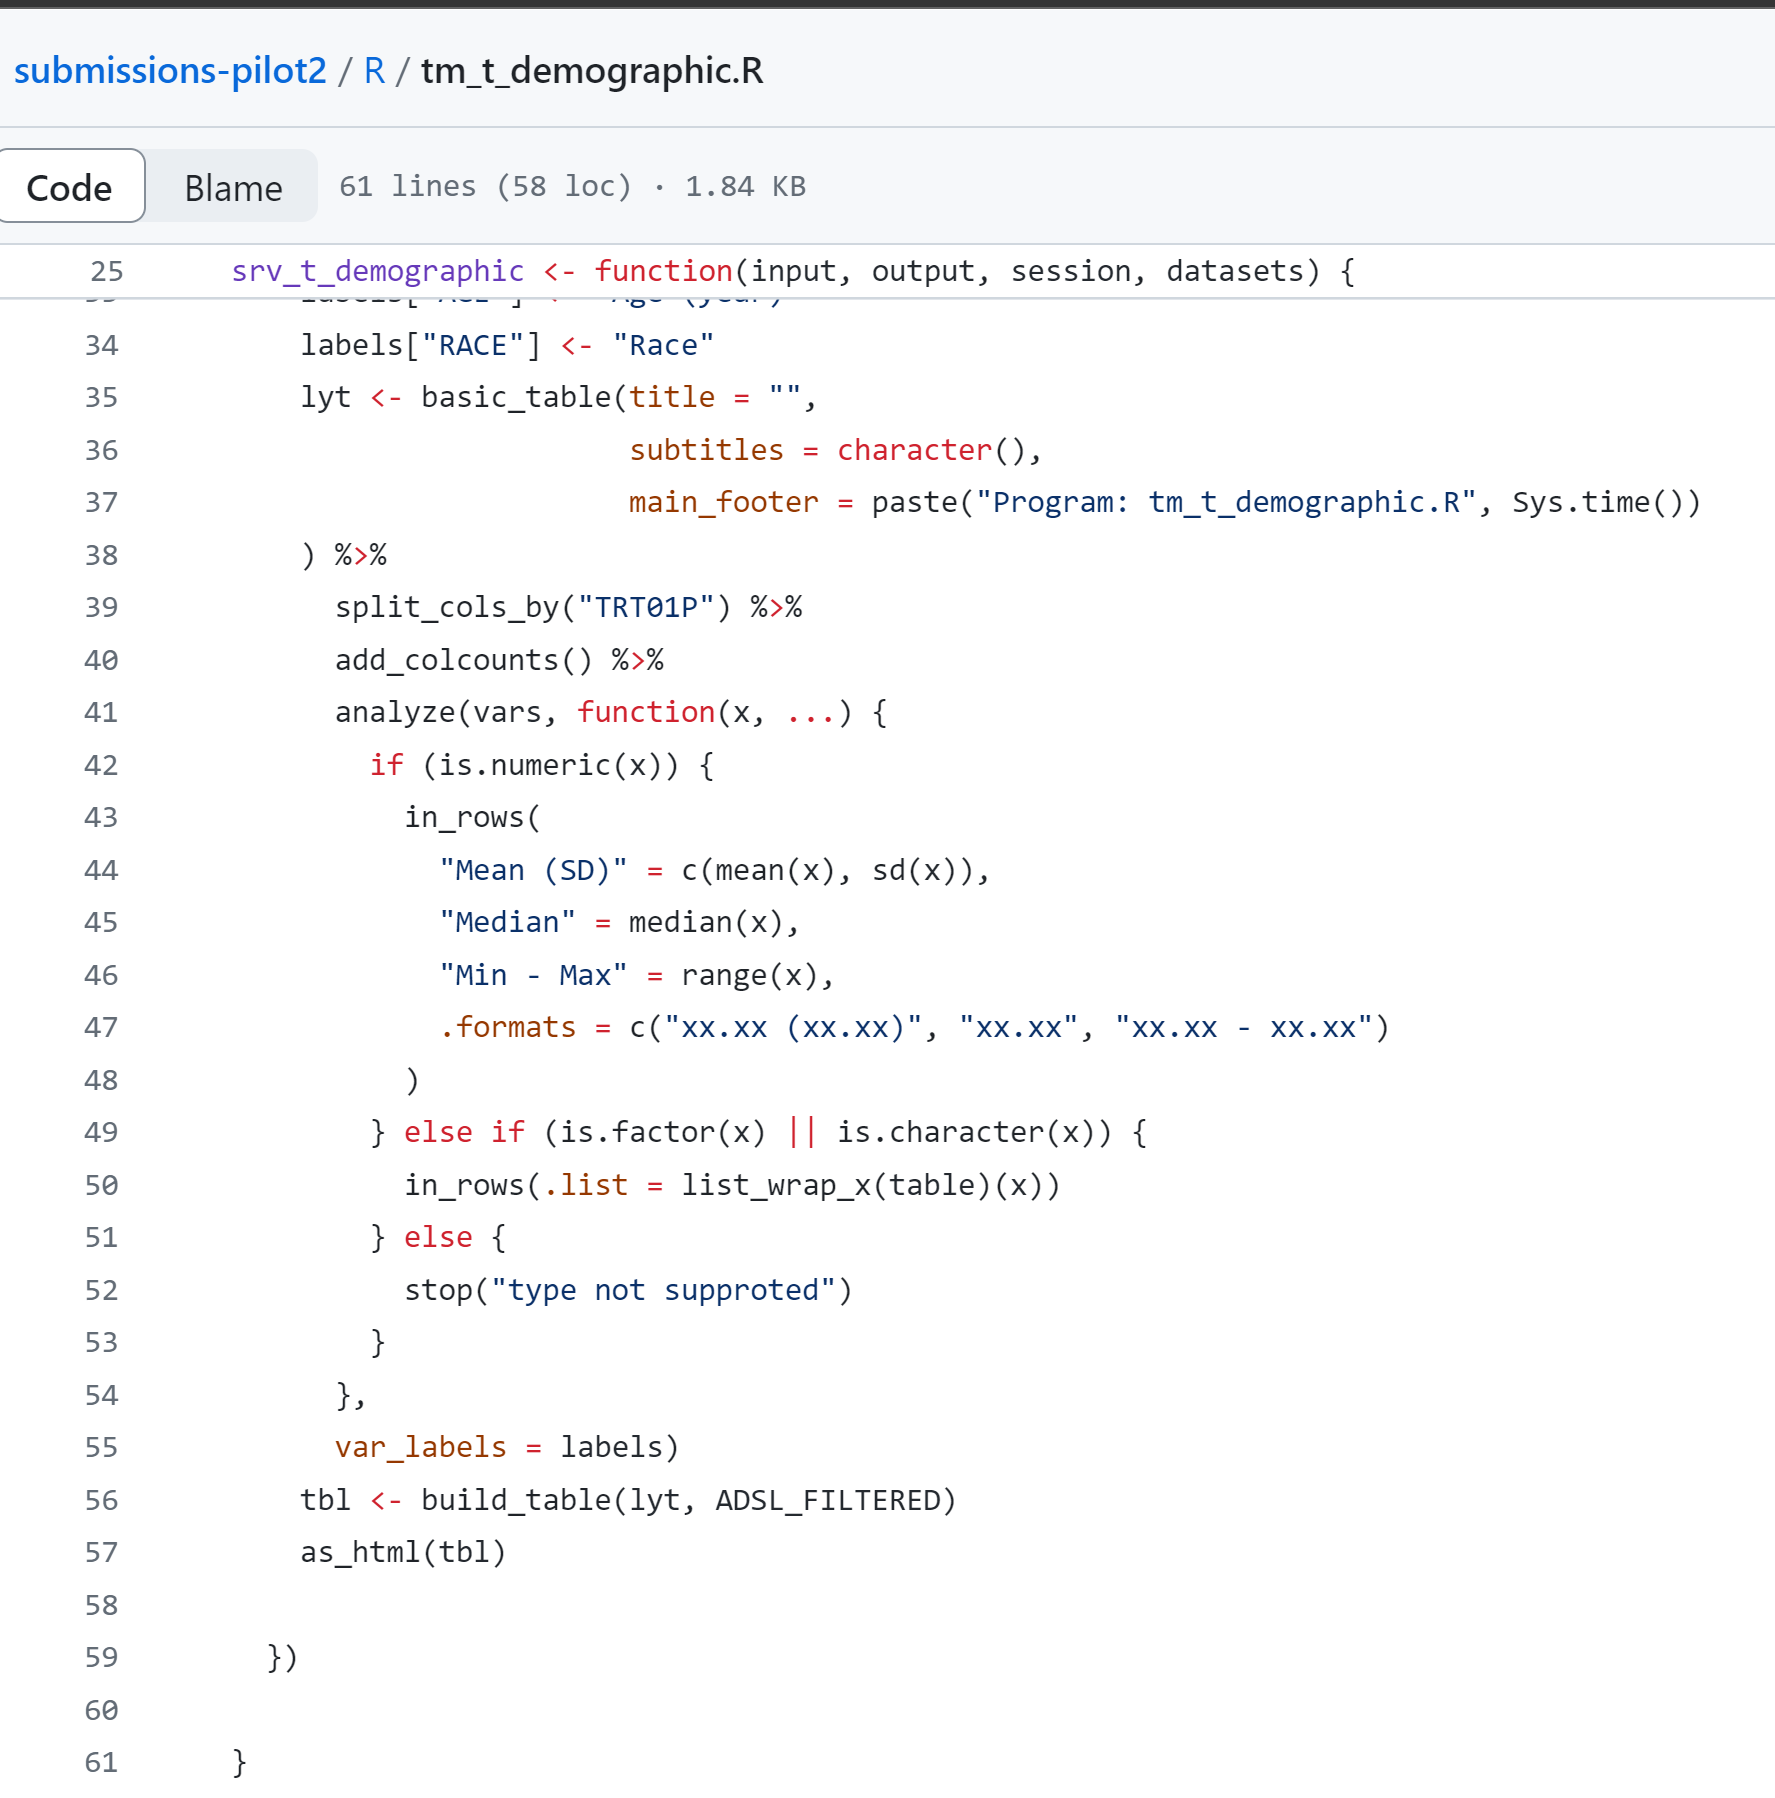 submissions-pilot2 / R / tm_t_demographic.R
Code Blame 61 lines (58 loc) · 1.84 KB
25 srv_t_demographic <- function(input, output, session, datasets) {
33 labels["AGE"] <- "Age (year)"
34 labels["RACE"] <- "Race"
35 lyt <- basic_table(title = "",
36 subtitles = character(),
37 main_footer = paste("Program: tm_t_demographic.R", Sys.time())
38 ) %>%
39 split_cols_by("TRT01P") %>%
40 add_colcounts() %>%
41 analyze(vars, function(x, ...) {
42 if (is.numeric(x)) {
43 in_rows(
44 "Mean (SD)" = c(mean(x), sd(x)),
45 "Median" = median(x),
46 "Min - Max" = range(x),
47 .formats = c("xx.xx (xx.xx)", "xx.xx", "xx.xx - xx.xx")
48 )
49 } else if (is.factor(x) || is.character(x)) {
50 in_rows(.list = list_wrap_x(table)(x))
51 } else {
52 stop("type not supproted")
53 }
54 },
55 var_labels = labels)
56 tbl <- build_table(lyt, ADSL_FILTERED)
57 as_html(tbl)
58
59 })
60
61 }